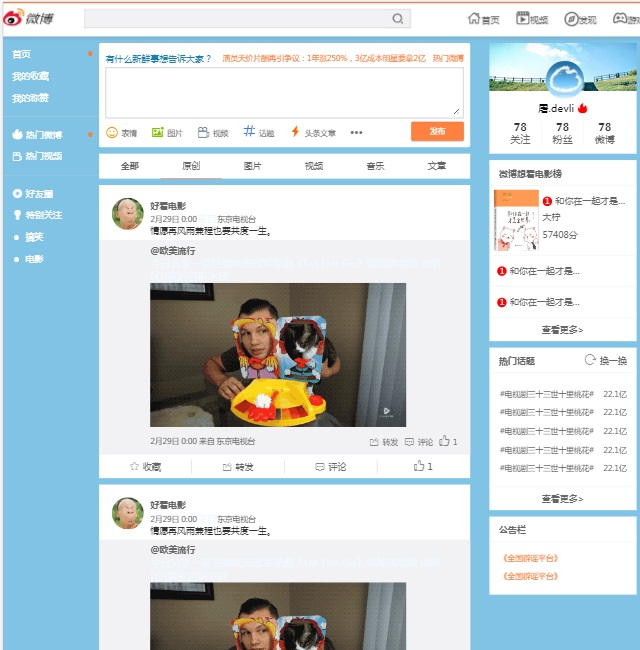 微博
首页
视频
发现
游戏
首页
我的收藏
我的称赞
热门微博
热门视频
好友圈
特别关注
搞笑
电影
有什么新鲜事想告诉大家？
演员天价片酬再引争议：1年涨250%，3亿成本明星要拿2亿
热门微博
表情
图片
视频
话题
头条文章
•••
发布
全部
原创
图片
视频
音乐
文章
好看电影
2月29日 0:00
东京电视台
情愿再风雨兼程也要共度一生。
@欧美流行
2月29日 0:00 来自 东京电视台
转发
评论
1
收藏
转发
评论
1
好看电影
2月29日 0:00
东京电视台
情愿再风雨兼程也要共度一生。
@欧美流行
屠.devli
78
78
78
关注
粉丝
微博
微博想看电影榜
1 和你在一起才是...
大柠
57408分
1 和你在一起才是...
1 和你在一起才是...
查看更多>
热门话题
换一换
#电视剧三十三世十里桃花# 22.1亿
#电视剧三十三世十里桃花# 22.1亿
#电视剧三十三世十里桃花# 22.1亿
#电视剧三十三世十里桃花# 22.1亿
#电视剧三十三世十里桃花# 22.1亿
查看更多>
公告栏
《全国辟谣平台》
《全国辟谣平台》